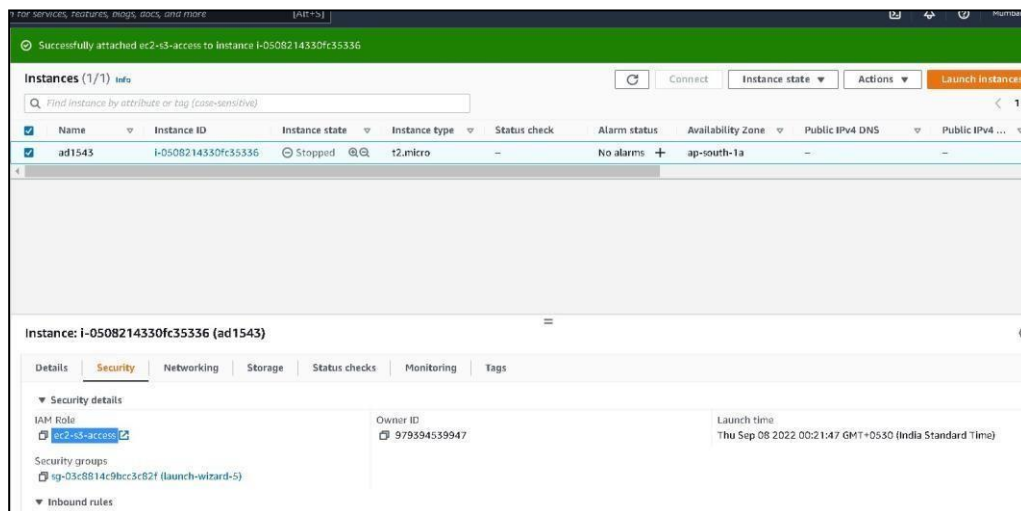 for services, features, blogs, docs, and more [Alt+S] Mumbai
Successfully attached ec2-s3-access to instance i-0508214330fc35336
Instances (1/1) Info Connect Instance state Actions Launch instances
Find instance by attribute or tag (case-sensitive) 1
Name Instance ID Instance state Instance type Status check Alarm status Availability Zone Public IPv4 DNS Public IPv4 ...
ad1543 i-0508214330fc35336 Stopped t2.micro – No alarms + ap-south-1a – –
Instance: i-0508214330fc35336 (ad1543)
Details Security Networking Storage Status checks Monitoring Tags
Security details
IAM Role Owner ID Launch time
ec2-s3-access 979394539947 Thu Sep 08 2022 00:21:47 GMT+0530 (India Standard Time)
Security groups
sg-03c8814c9bcc3c82f (launch-wizard-5)
Inbound rules